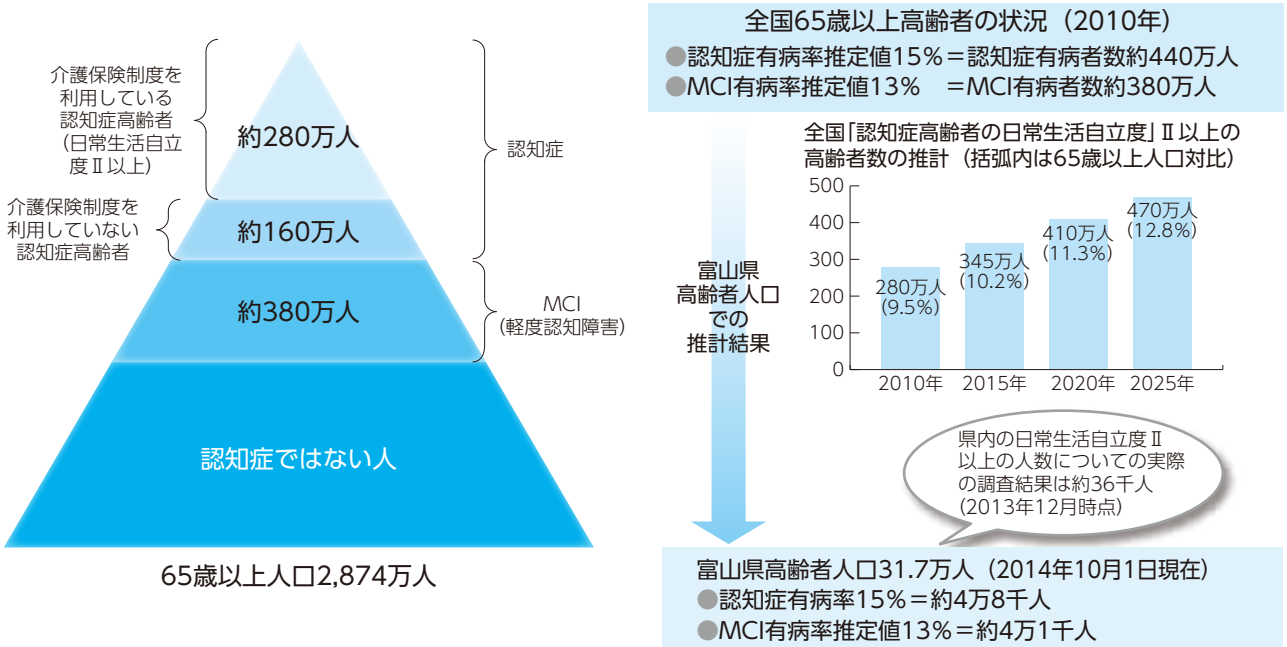 介護保険制度を
利用している
認知症高齢者
(日常生活自立
度Ⅱ以上)
約280万人
認知症
介護保険制度を
利用していない
認知症高齢者
約160万人
約380万人
MCI
(軽度認知障害)
認知症ではない人
65歳以上人口2,874万人
全国65歳以上高齢者の状況(2010年)
●認知症有病率推定値15%=認知症有病者数約440万人
●MCI有病率推定値13% =MCI有病者数約380万人
富山県
高齢者人口
での
推計結果
全国「認知症高齢者の日常生活自立度」Ⅱ以上の
高齢者数の推計(括弧内は65歳以上人口対比)
500
400
300
200
100
0
280万人
(9.5%)
345万人
(10.2%)
410万人
(11.3%)
470万人
(12.8%)
2010年
2015年
2020年
2025年
県内の日常生活自立度Ⅱ
以上の人数についての実際
の調査結果は約36千人
(2013年12月時点)
富山県高齢者人口31.7万人(2014年10月1日現在)
●認知症有病率15%=約4万8千人
●MCI有病率推定値13%=約4万1千人